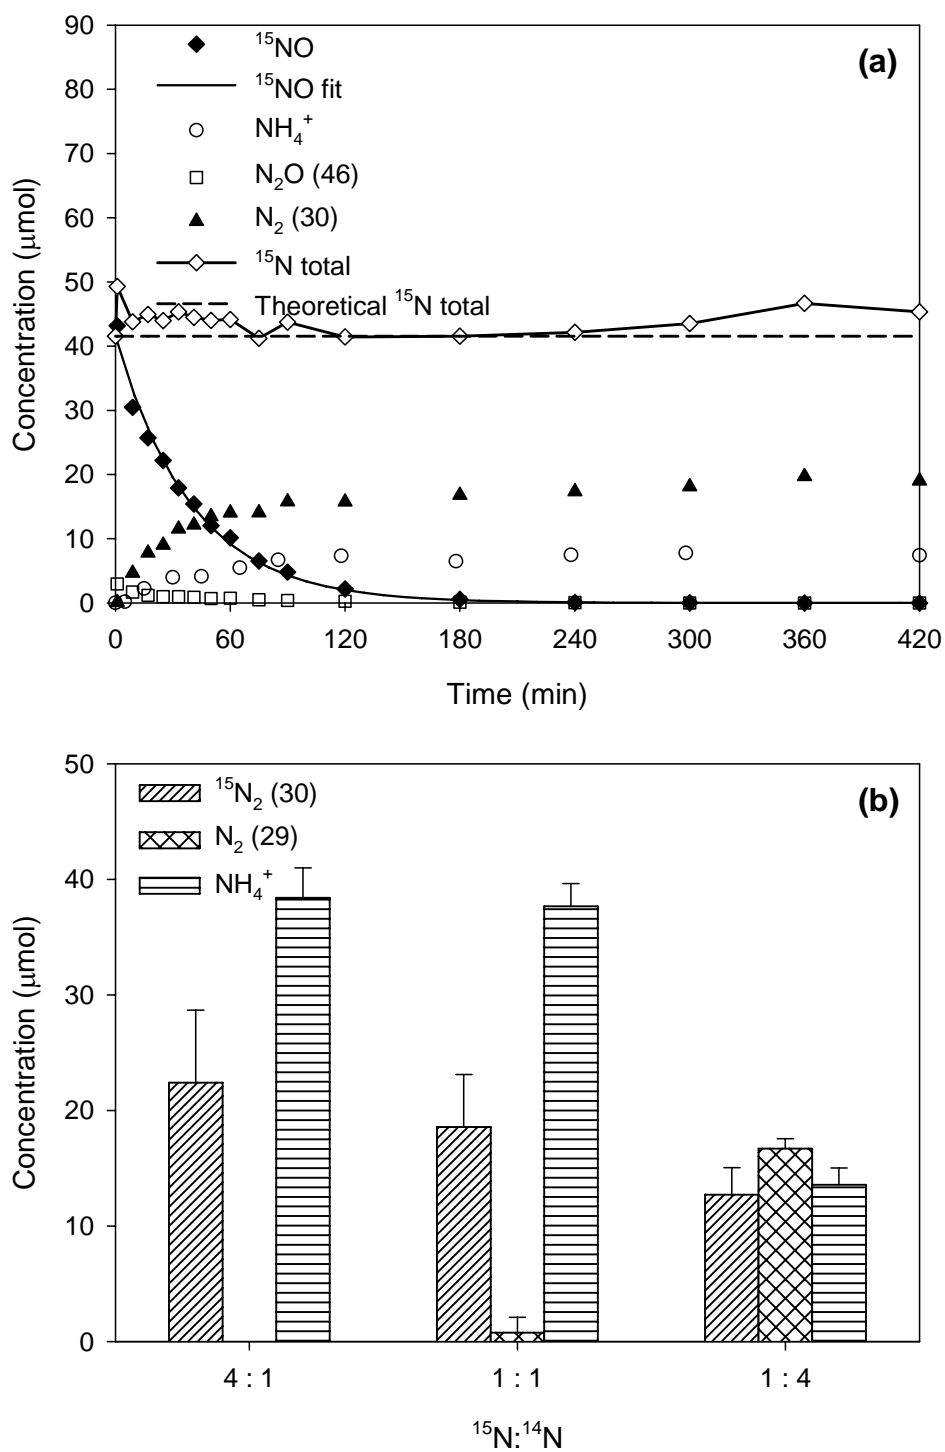 90
80
70
60
50
40
30
20
10
0
Concentration (μmol)
(a)
¹⁵NO
¹⁵NO fit
NH₄⁺
N₂O (46)
N₂ (30)
¹⁵N total
Theoretical ¹⁵N total
0 60 120 180 240 300 360 420
Time (min)
50
40
30
20
10
0
Concentration (μmol)
(b)
¹⁵N₂ (30)
N₂ (29)
NH₄⁺
4 : 1 1 : 1 1 : 4
¹⁵N:¹⁴N